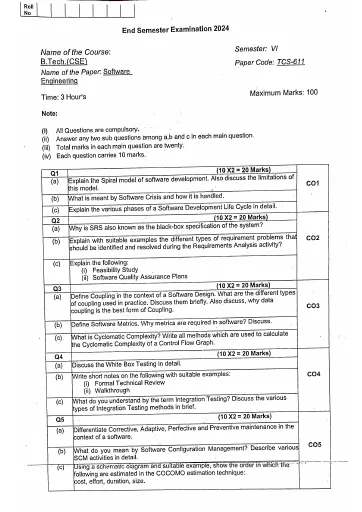 Roll
No
End Semester Examination 2024
Name of the Course:
B.Tech.(CSE)
Semester: VI
Name of the Paper: Software
Engineering
Paper Code: TCS-611
Time: 3 Hour's
Maximum Marks: 100
Note:
(i) All Questions are compulsory.
(ii) Answer any two sub questions among a,b and c in each main question.
(iii) Total marks in each main question are twenty.
(iv) Each question carries 10 marks.
Q1 (10 X2 = 20 Marks)
(a) Explain the Spiral model of software development. Also discuss the limitations of
this model.
CO1
(b) What is meant by Software Crisis and how it is handled.
(c) Explain the various phases of a Software Development Life Cycle in detail.
Q2 (10 X2 = 20 Marks)
(a) Why is SRS also known as the black-box specification of the system?
(b) Explain with suitable examples the different types of requirement problems that
should be identified and resolved during the Requirements Analysis activity?
CO2
(c) Explain the following:
(i) Feasibility Study
(ii) Software Quality Assurance Plans
Q3 (10 X2 = 20 Marks)
(a) Define Coupling in the context of a Software Design. What are the different types
of coupling used in practice. Discuss them briefly. Also discuss, why data
coupling is the best form of Coupling.
CO3
(b) Define Software Metrics. Why metrics are required in software? Discuss.
(c) What is Cyclomatic Complexity? Write all methods which are used to calculate
the Cyclomatic Complexity of a Control Flow Graph.
Q4 (10 X2 = 20 Marks)
(a) Discuss the White Box Testing in detail.
(b) Write short notes on the following with suitable examples:
(i) Formal Technical Review
(ii) Walkthrough
CO4
(c) What do you understand by the term Integration Testing? Discuss the various
types of Integration Testing methods in brief.
Q5 (10 X2 = 20 Marks)
(a) Differentiate Corrective, Adaptive, Perfective and Preventive maintenance in the
context of a software.
(b) What do you mean by Software Configuration Management? Describe various
SCM activities in detail.
CO5
(c) Using a schematic diagram and suitable example, show the order in which the
following are estimated in the COCOMO estimation technique:
cost, effort, duration, size.